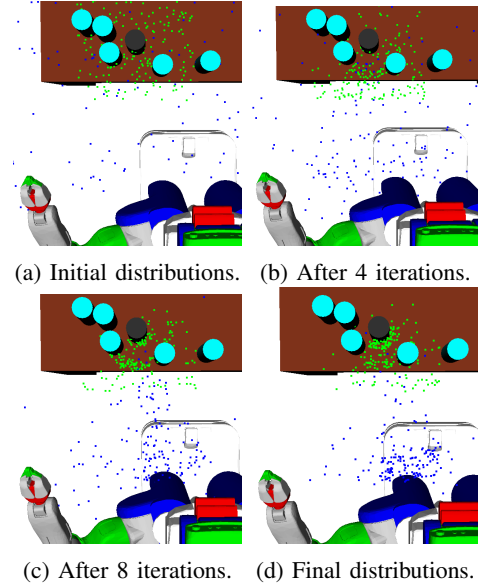 (a) Initial distributions.
(b) After 4 iterations.
(c) After 8 iterations.
(d) Final distributions.